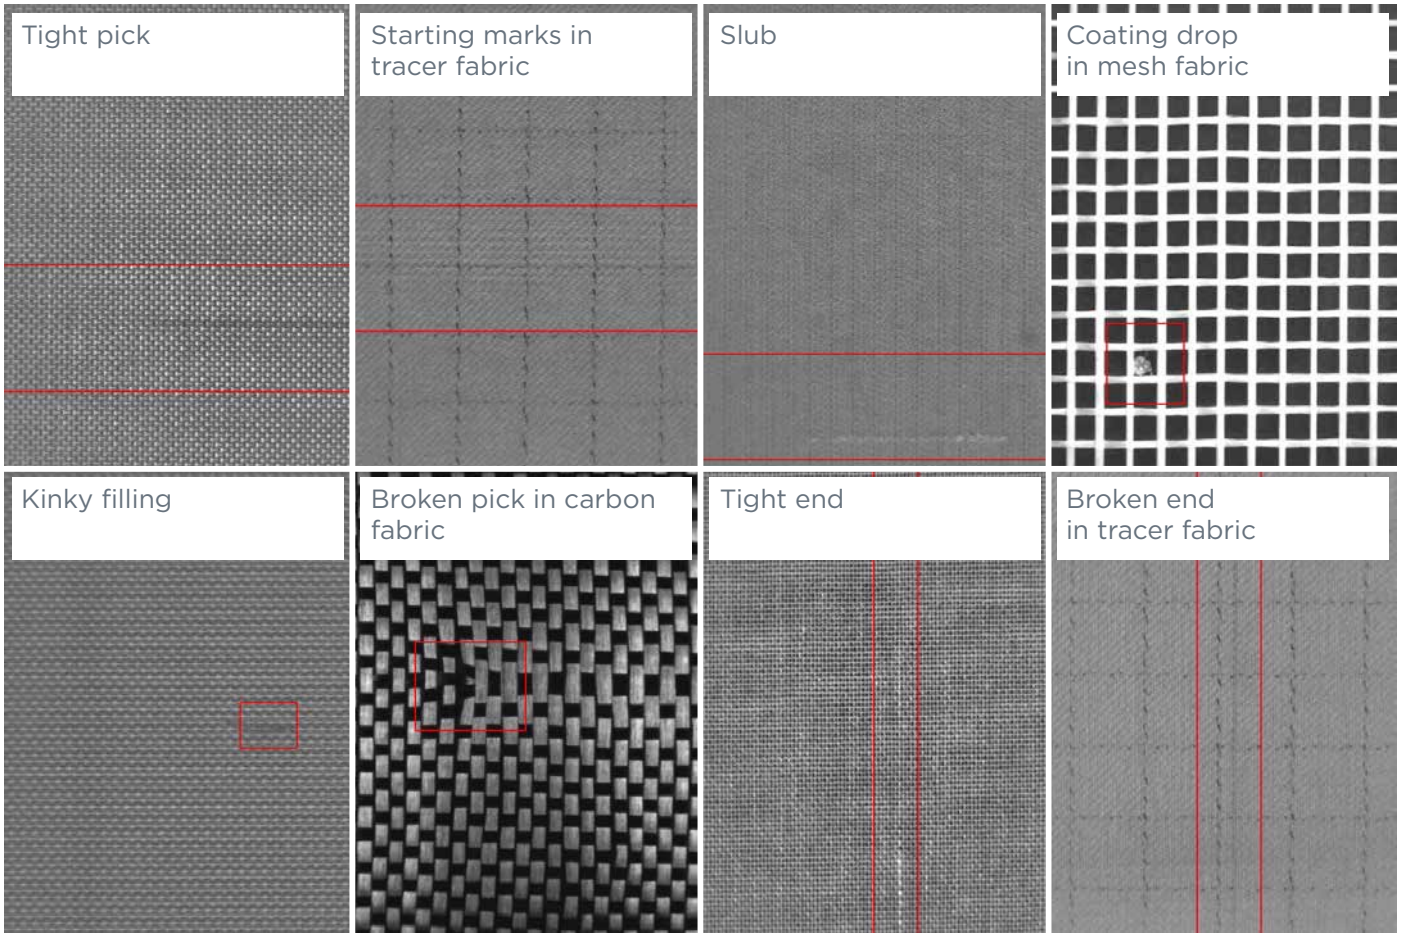 Tight pick
Starting marks in
tracer fabric
Slub
Coating drop
in mesh fabric
Kinky filling
Broken pick in carbon
fabric
Tight end
Broken end
in tracer fabric